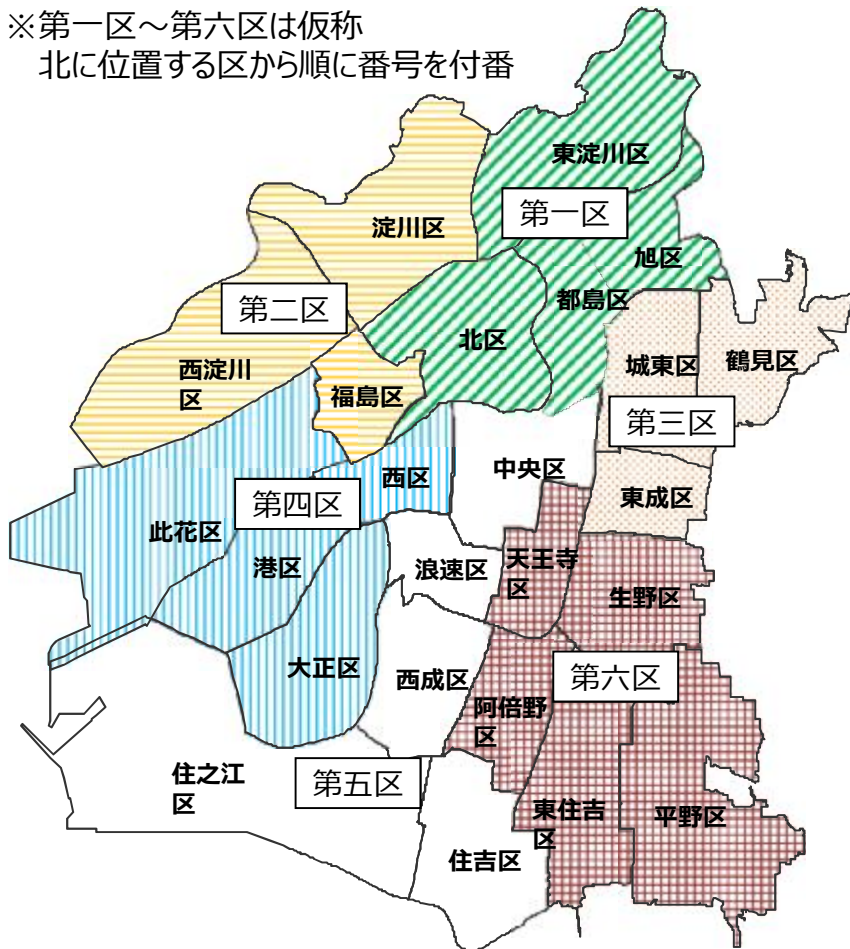 ※第一区～第六区は仮称
北に位置する区から順に番号を付番
東淀川区
第一区
淀川区
旭区
都島区
第二区
北区
城東区
鶴見区
西淀川
区
福島区
第三区
中央区
西区
東成区
第四区
此花区
港区
浪速区
天王寺
区
生野区
大正区
西成区
第六区
阿倍野
区
住之江
区
第五区
東住吉
区
平野区
住吉区